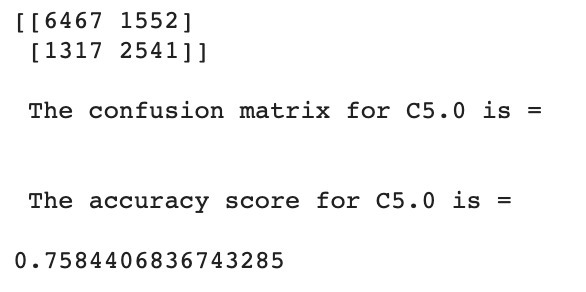 [[6467 1552]
[1317 2541]]
The confusion matrix for C5.0 is =
The accuracy score for C5.0 is =
0.7584406836743285